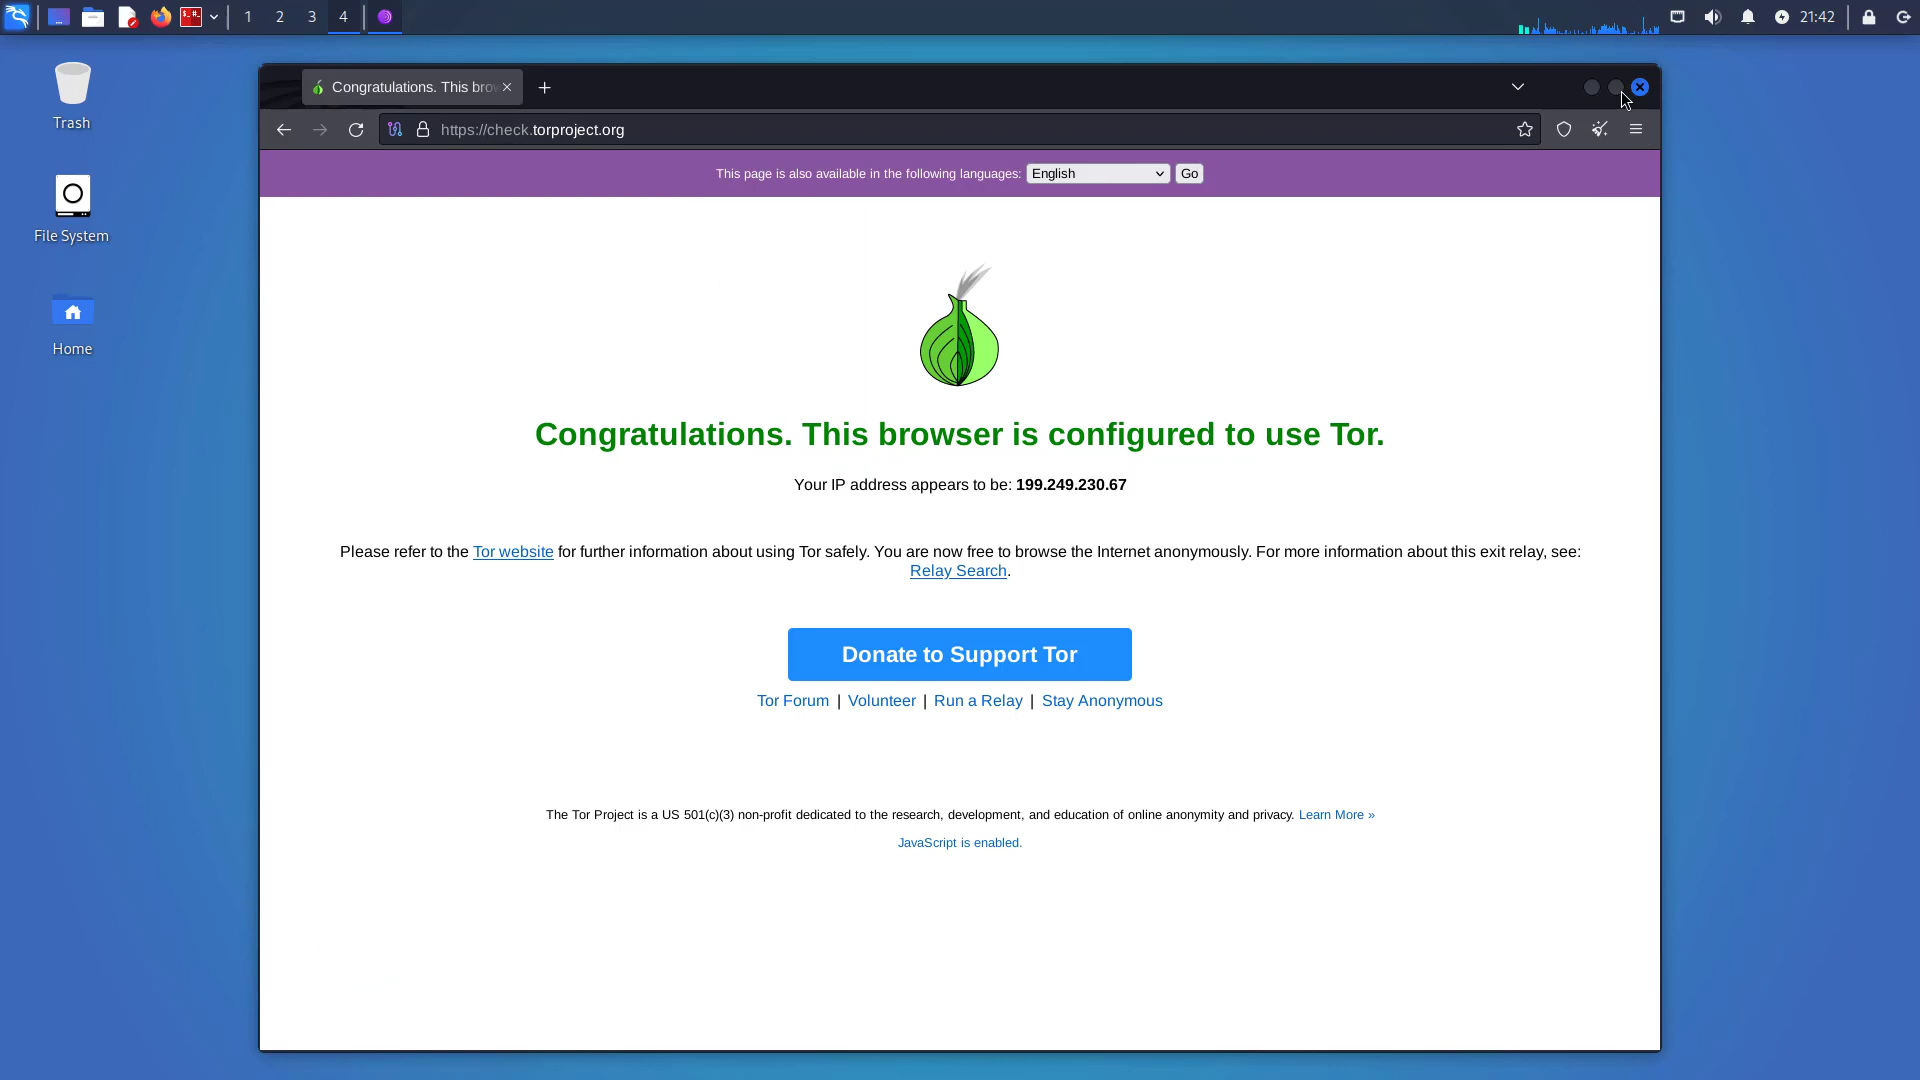 1 2 3 4
21:42
Trash
File System
Home
Congratulations. This brow
https://check.torproject.org
This page is also available in the following languages: English Go
Congratulations. This browser is configured to use Tor.
Your IP address appears to be: 199.249.230.67
Please refer to the Tor website for further information about using Tor safely. You are now free to browse the Internet anonymously. For more information about this exit relay, see:
Relay Search.
Donate to Support Tor
Tor Forum | Volunteer | Run a Relay | Stay Anonymous
The Tor Project is a US 501(c)(3) non-profit dedicated to the research, development, and education of online anonymity and privacy. Learn More »
JavaScript is enabled.